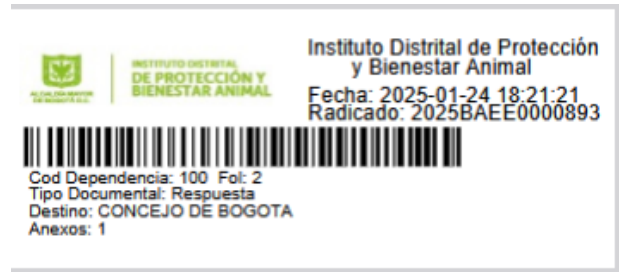 ALCALDÍA MAYOR
DE BOGOTÁ D.C.
INSTITUTO DISTRITAL
DE PROTECCIÓN Y
BIENESTAR ANIMAL
Instituto Distrital de Protección
y Bienestar Animal
Fecha: 2025-01-24 18:21:21
Radicado: 2025BAEE0000893
Cod Dependencia: 100 Fol: 2
Tipo Documental: Respuesta
Destino: CONCEJO DE BOGOTA
Anexos: 1